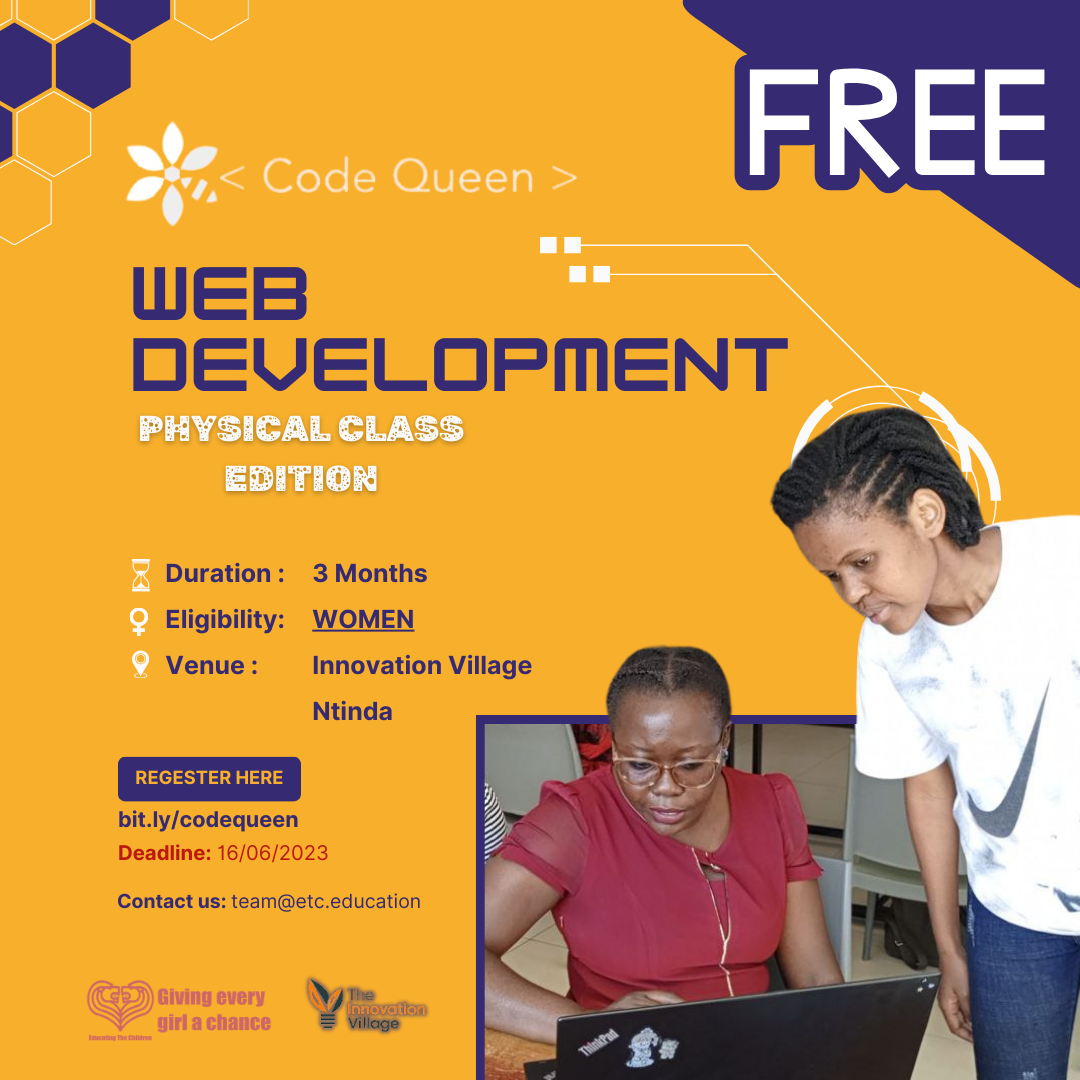 FREE
< Code Queen >
WEB
DEVELOPMENT
PHYSICAL CLASS
EDITION
Duration : 3 Months
Eligibility: WOMEN
Venue : Innovation Village
Ntinda
REGESTER HERE
bit.ly/codequeen
Deadline: 16/06/2023
Contact us: team@etc.education
Giving every
girl a chance
Educating The Children
The
Innovation
Village
ThinkPad